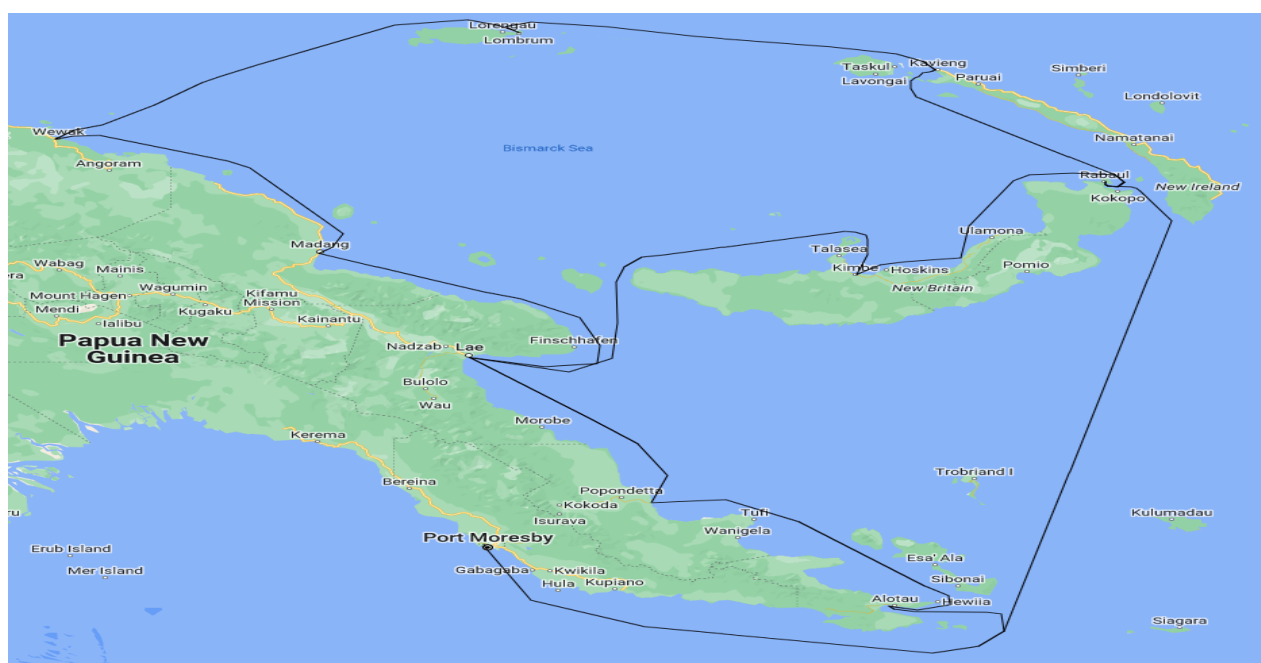 Lorengau
Lombrum
Taskul
Kavieng
Lavongai
Paruai
Simberi
Londolovit
Wewak
Namatanai
Bismarck Sea
Angoram
Rabaul
New Ireland
Kokopo
Ulamona
Madang
Talasea
Wabag
Mainis
Kimbe
Hoskins
Pomio
era
Wagumin
Kifamu
Mission
New Britain
Mount Hagen
Mendi
Kugaku
Ialibu
Kainantu
Papua New
Guinea
Nadzab
Lae
Finschhafen
Bulolo
Wau
Morobe
Kerema
Trobriand I
Bereina
Popondetta
Kokoda
Tufi
Kulumadau
ru
Isurava
Wanigela
Port Moresby
Erub Island
Esa' Ala
Mer Island
Gabagaba
Kwikila
Hula
Kupiano
Sibonai
Alotau
Hewiia
Siagara